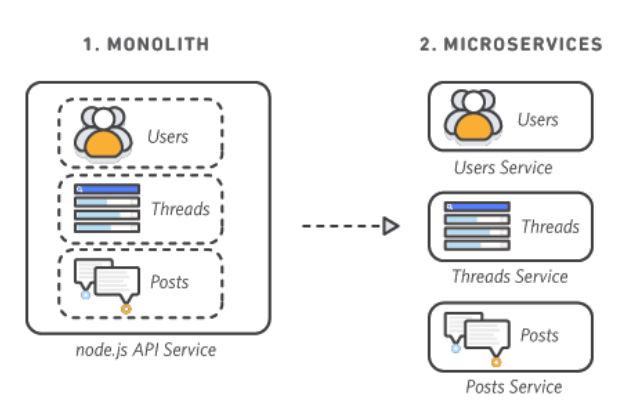 1. MONOLITH
Users
Threads
Posts
node.js API Service
2. MICROSERVICES
Users
Users Service
Threads
Threads Service
Posts
Posts Service